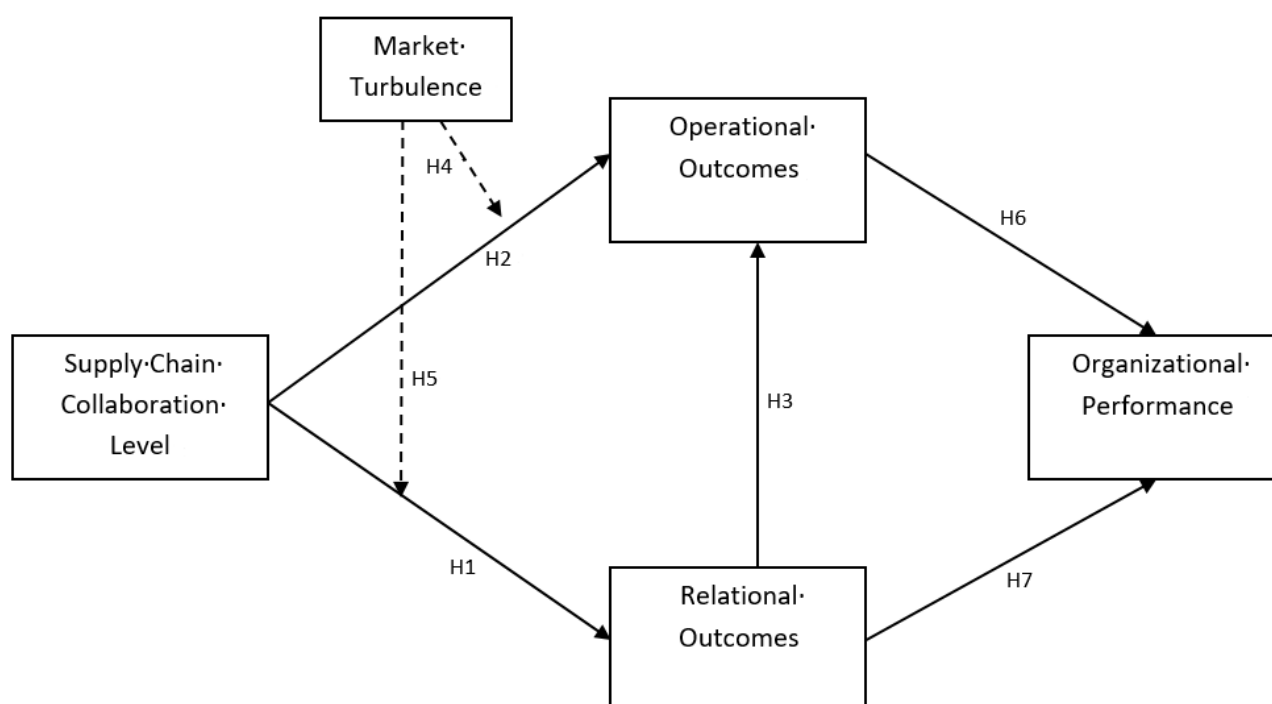 Market·
Turbulence
Operational·
Outcomes
H4
H6
H2
Supply·Chain·
Collaboration·
Level
H5
H3
Organizational·
Performance
H1
Relational·
Outcomes
H7